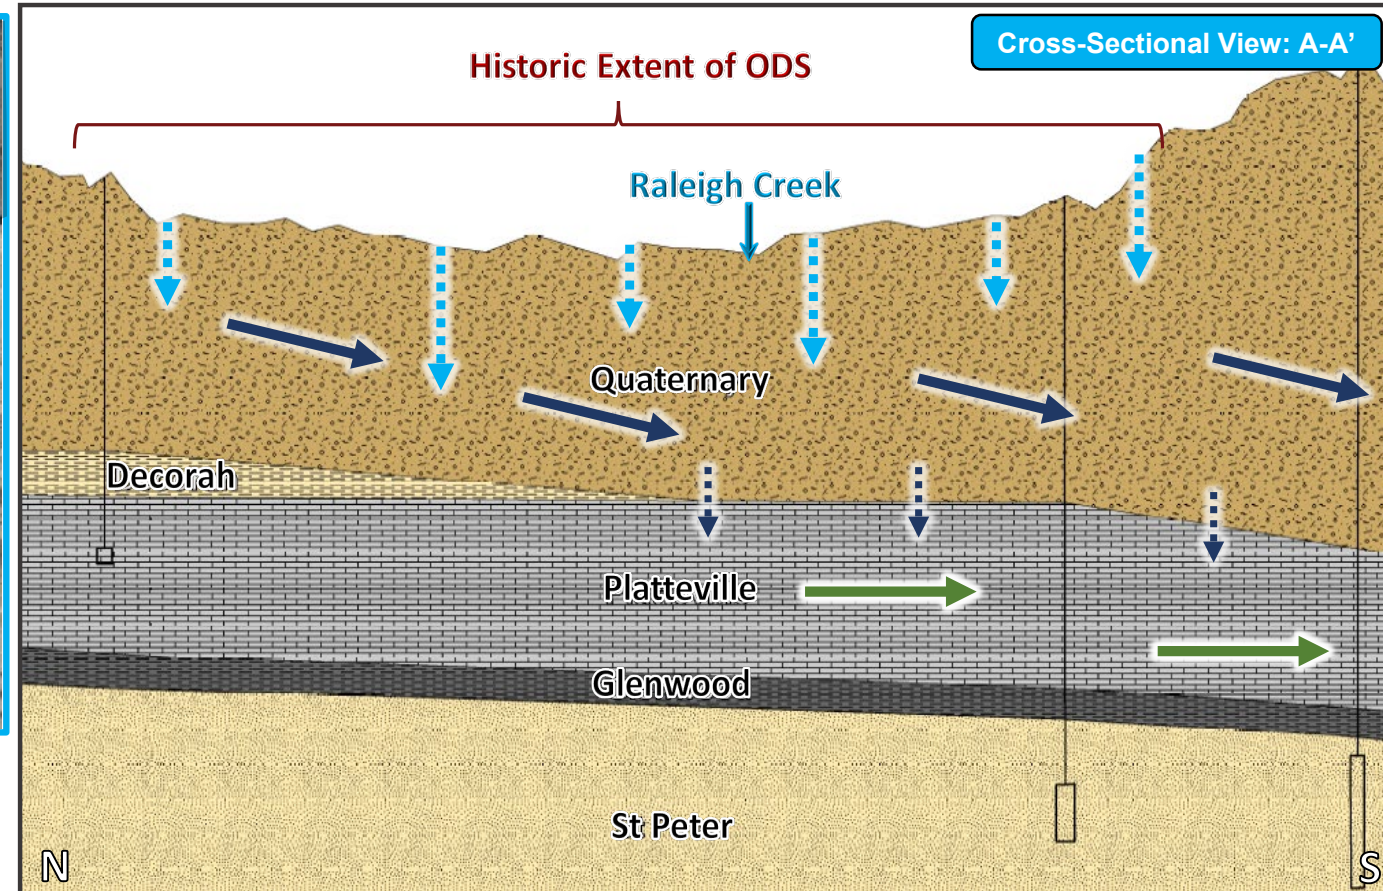 Cross-Sectional View: A-A’
Historic Extent of ODS
Raleigh Creek
Quaternary
Decorah
Platteville
Glenwood
St Peter
N
S